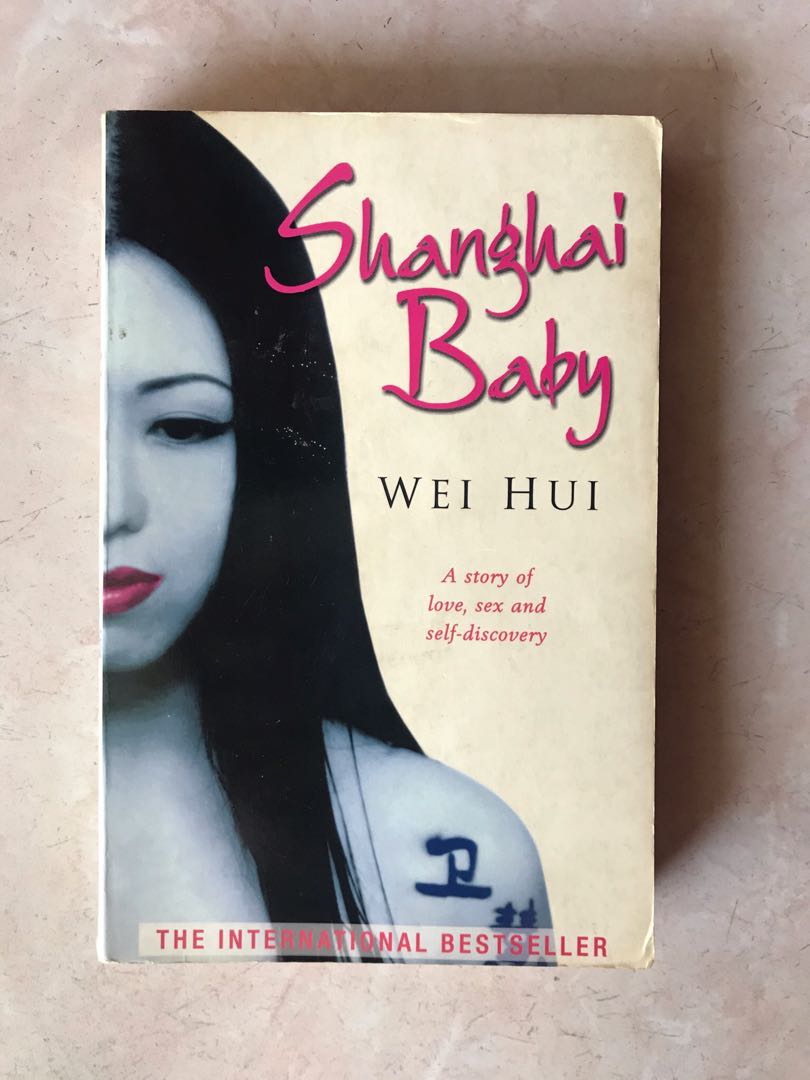 Shanghai
Baby
WEI HUI
A story of
love, sex and
self-discovery
卫
THE INTERNATIONAL BESTSELLER